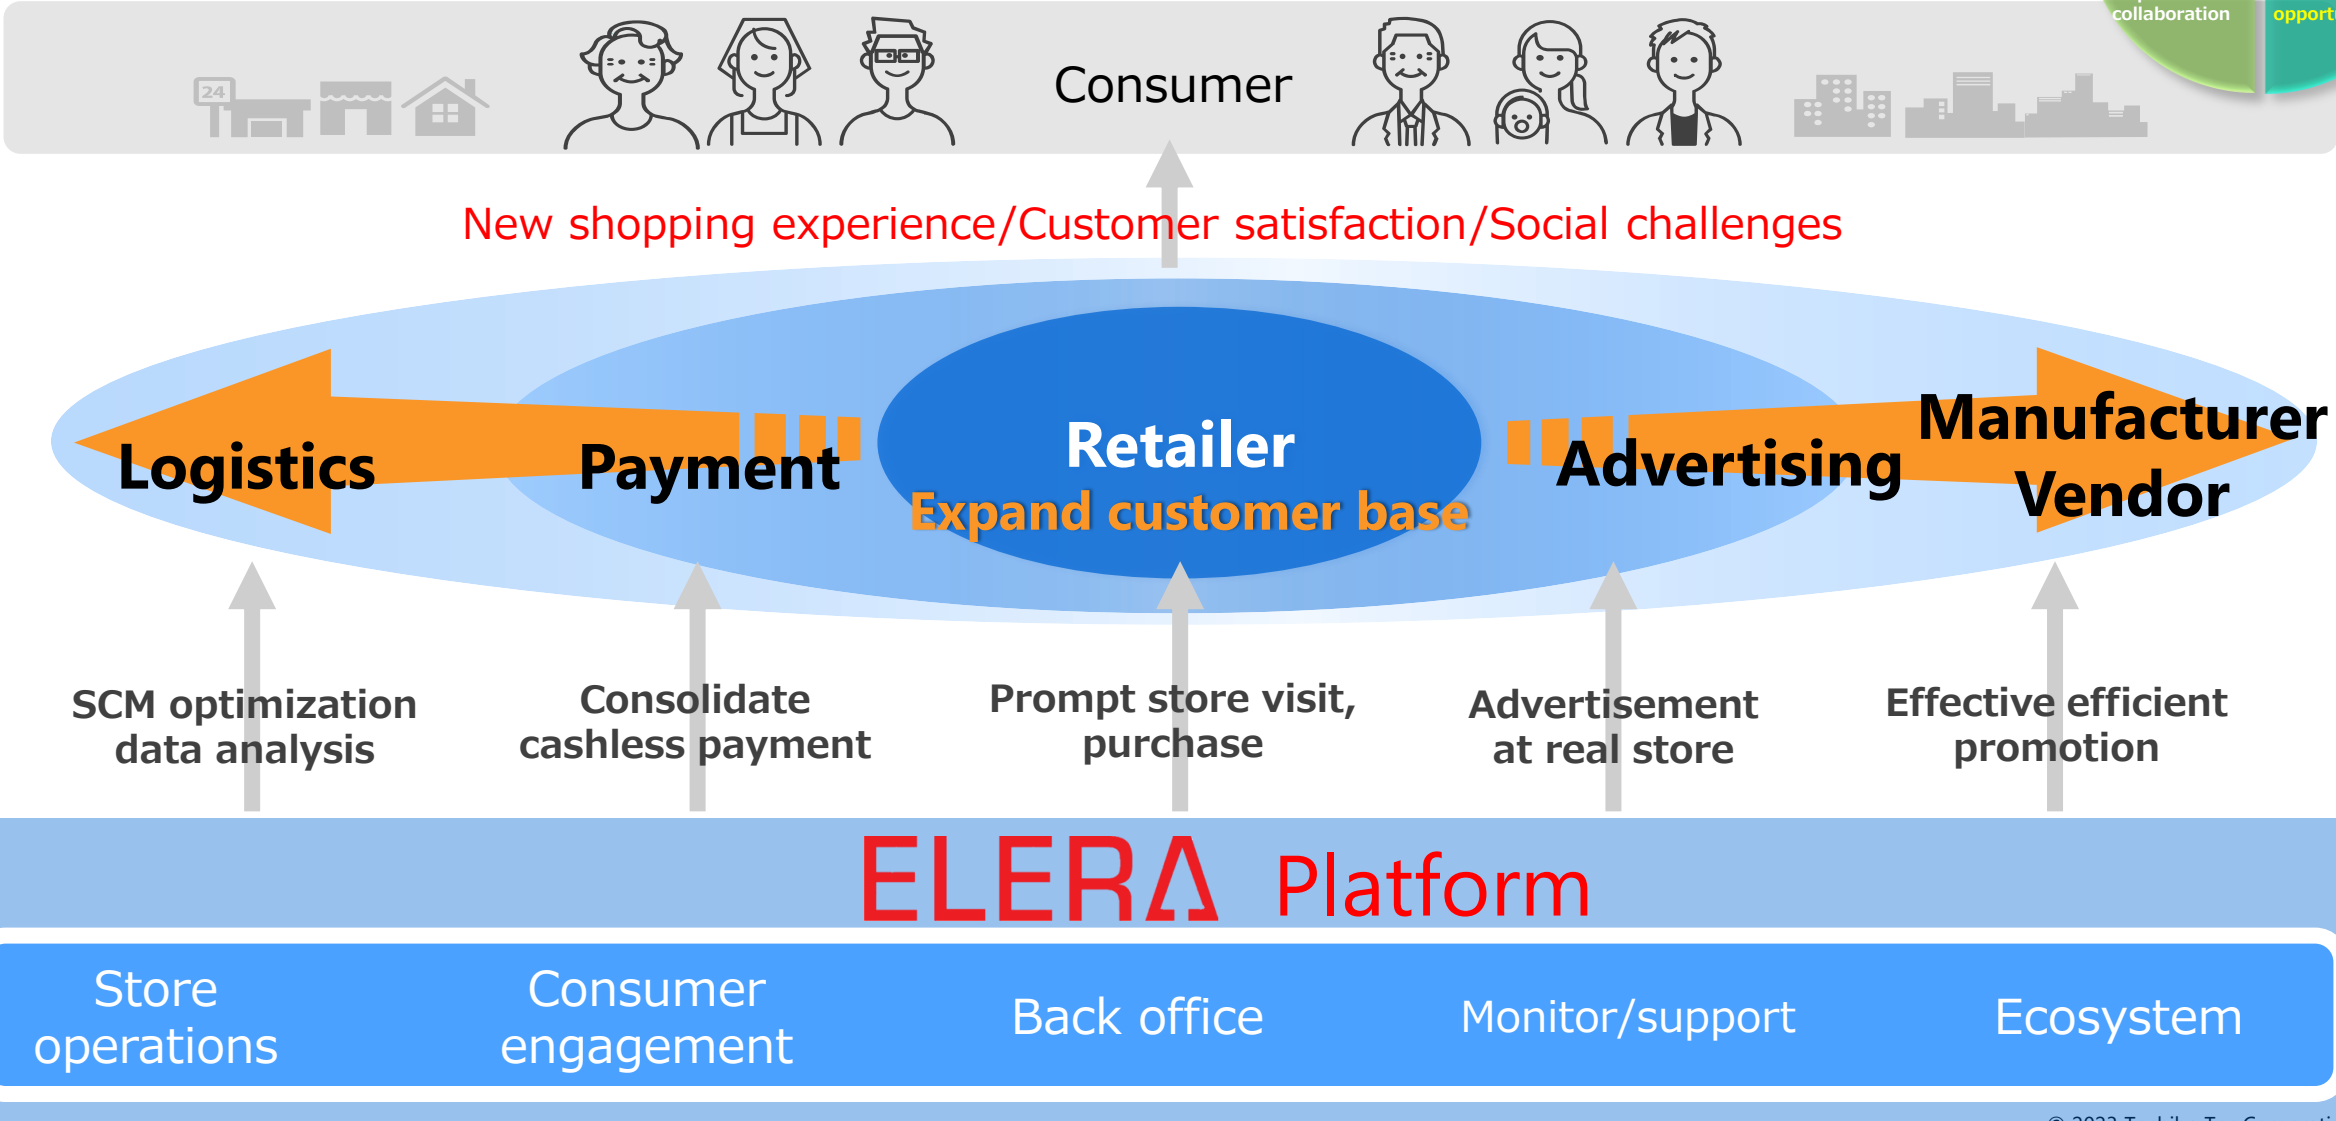 collaboration
24
Consumer
New shopping experience/Customer satisfaction/Social challenges
Logistics
Payment
Retailer
Expand customer base
Advertising
Manufacturer
Vendor
SCM optimization
data analysis
Consolidate
cashless payment
Prompt store visit,
purchase
Advertisement
at real store
Effective efficient
promotion
ELERA Platform
Store
operations
Consumer
engagement
Back office
Monitor/support
Ecosystem